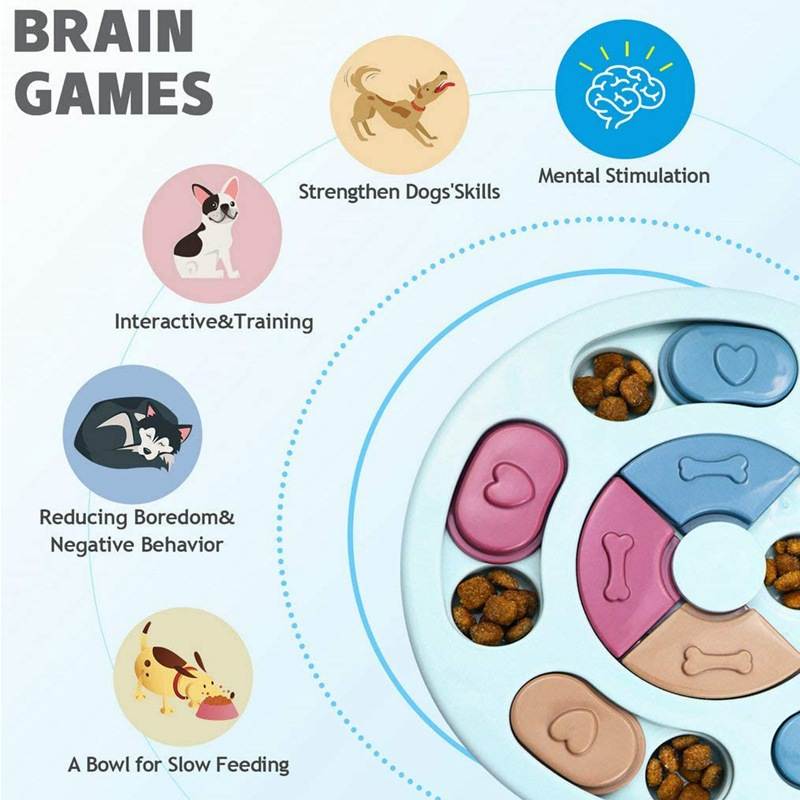 BRAIN
GAMES
Strengthen Dogs'Skills
Mental Stimulation
Interactive&Training
Reducing Boredom&
Negative Behavior
A Bowl for Slow Feeding